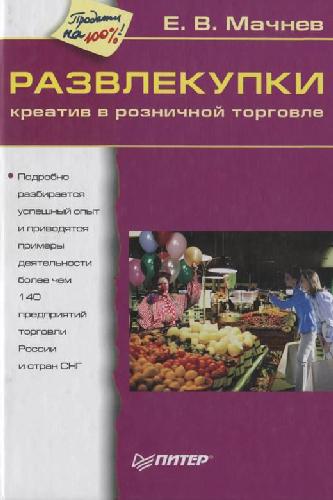 Продажи
на 100%!
Е. В. Мачнев
РАЗВЛЕКУПКИ
креатив в розничной торговле
• Подробно
разбирается
успешный опыт
и приводятся
примеры
деятельности
более чем
140
предприятий
торговли
России
и стран СНГ
ПИТЕР